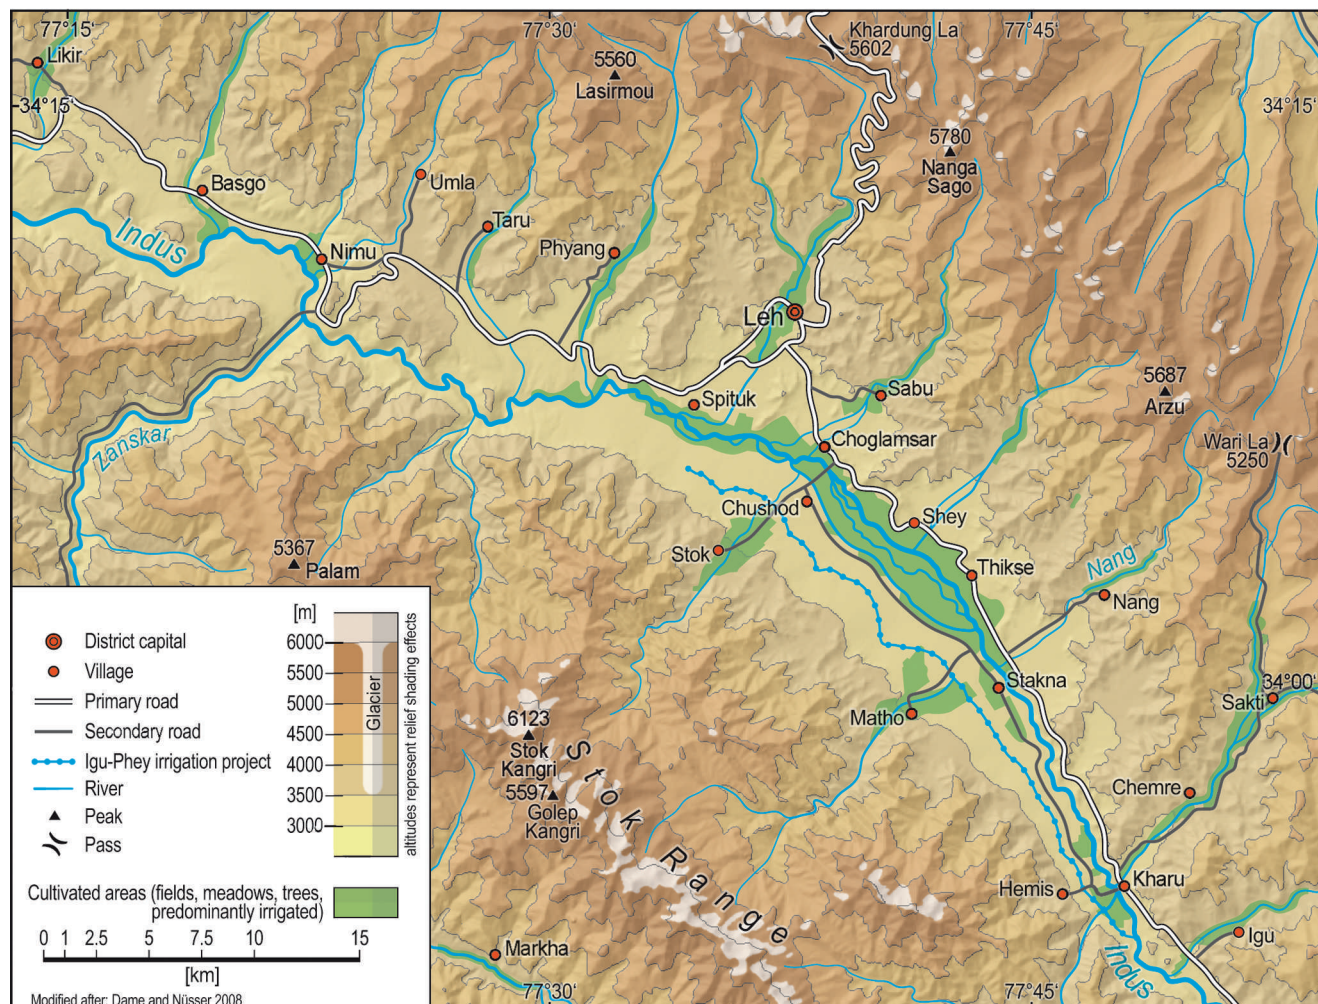 77°15'
77°30'
77°45'
Khardung La
5602
Likir
5560
Lasirmou
34°15'
34°15'
5780
Nanga
Sago
Basgo
Umla
Taru
Indus
Nimu
Phyang
Leh
5687
Arzu
Sabu
Spituk
Zanskar
Choglamsar
Wari La
5250
Chushod
Shey
Stok
Thikse
Nang
Nang
5367
Palam
34°00'
Stakna
Sakti
Matho
6123
Stok
Kangri
5597
Golep
Kangri
Stok Range
Chemre
Hemis
Kharu
Igu
Markha
Indus
77°30'
77°45'
[m]
District capital
Village
Primary road
Secondary road
Igu-Phey irrigation project
River
Peak
Pass
6000
5500
5000
4500
4000
3500
3000
Glacier
altitudes represent relief shading effects
Cultivated areas (fields, meadows, trees,
predominantly irrigated)
0 1 2.5 5 7.5 10 15
[km]
Modified after: Dame and Nüsser 2008